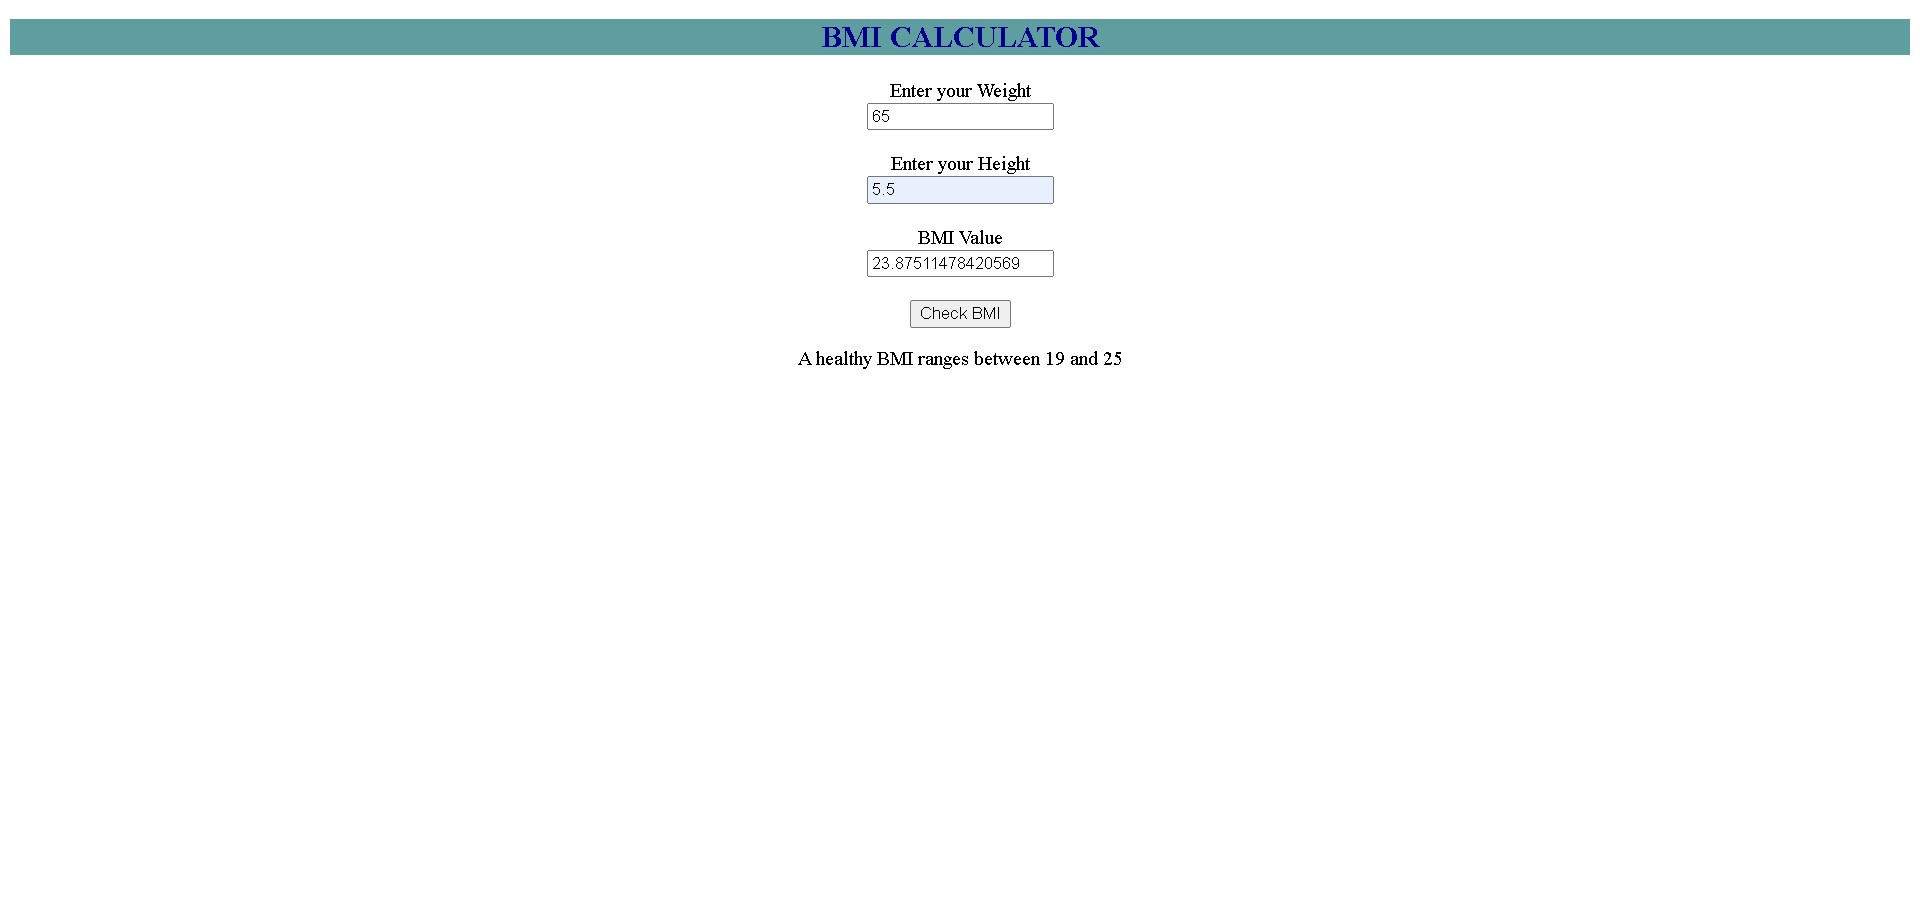 BMI CALCULATOR
Enter your Weight
65
Enter your Height
5.5
BMI Value
23.87511478420569
Check BMI
A healthy BMI ranges between 19 and 25